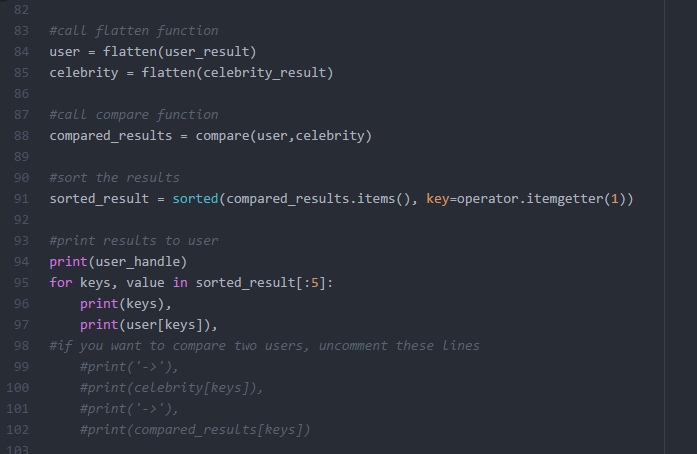 82
83 #call flatten function
84 user = flatten(user_result)
85 celebrity = flatten(celebrity_result)
86
87 #call compare function
88 compared_results = compare(user,celebrity)
89
90 #sort the results
91 sorted_result = sorted(compared_results.items(), key=operator.itemgetter(1))
92
93 #print results to user
94 print(user_handle)
95 for keys, value in sorted_result[:5]:
96     print(keys),
97     print(user[keys]),
98 #if you want to compare two users, uncomment these lines
99     #print('->'),
100     #print(celebrity[keys]),
101     #print('->'),
102     #print(compared_results[keys])
103